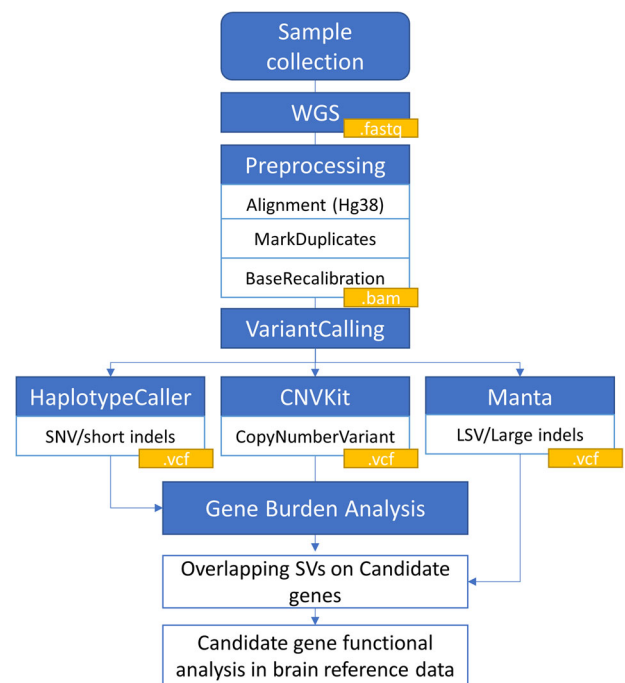 Sample
collection
WGS
.fastq
Preprocessing
Alignment (Hg38)
MarkDuplicates
BaseRecalibration
.bam
VariantCalling
HaplotypeCaller
SNV/short indels
.vcf
CNVKit
CopyNumberVariant
.vcf
Manta
LSV/Large indels
.vcf
Gene Burden Analysis
Overlapping SVs on Candidate
genes
Candidate gene functional
analysis in brain reference data